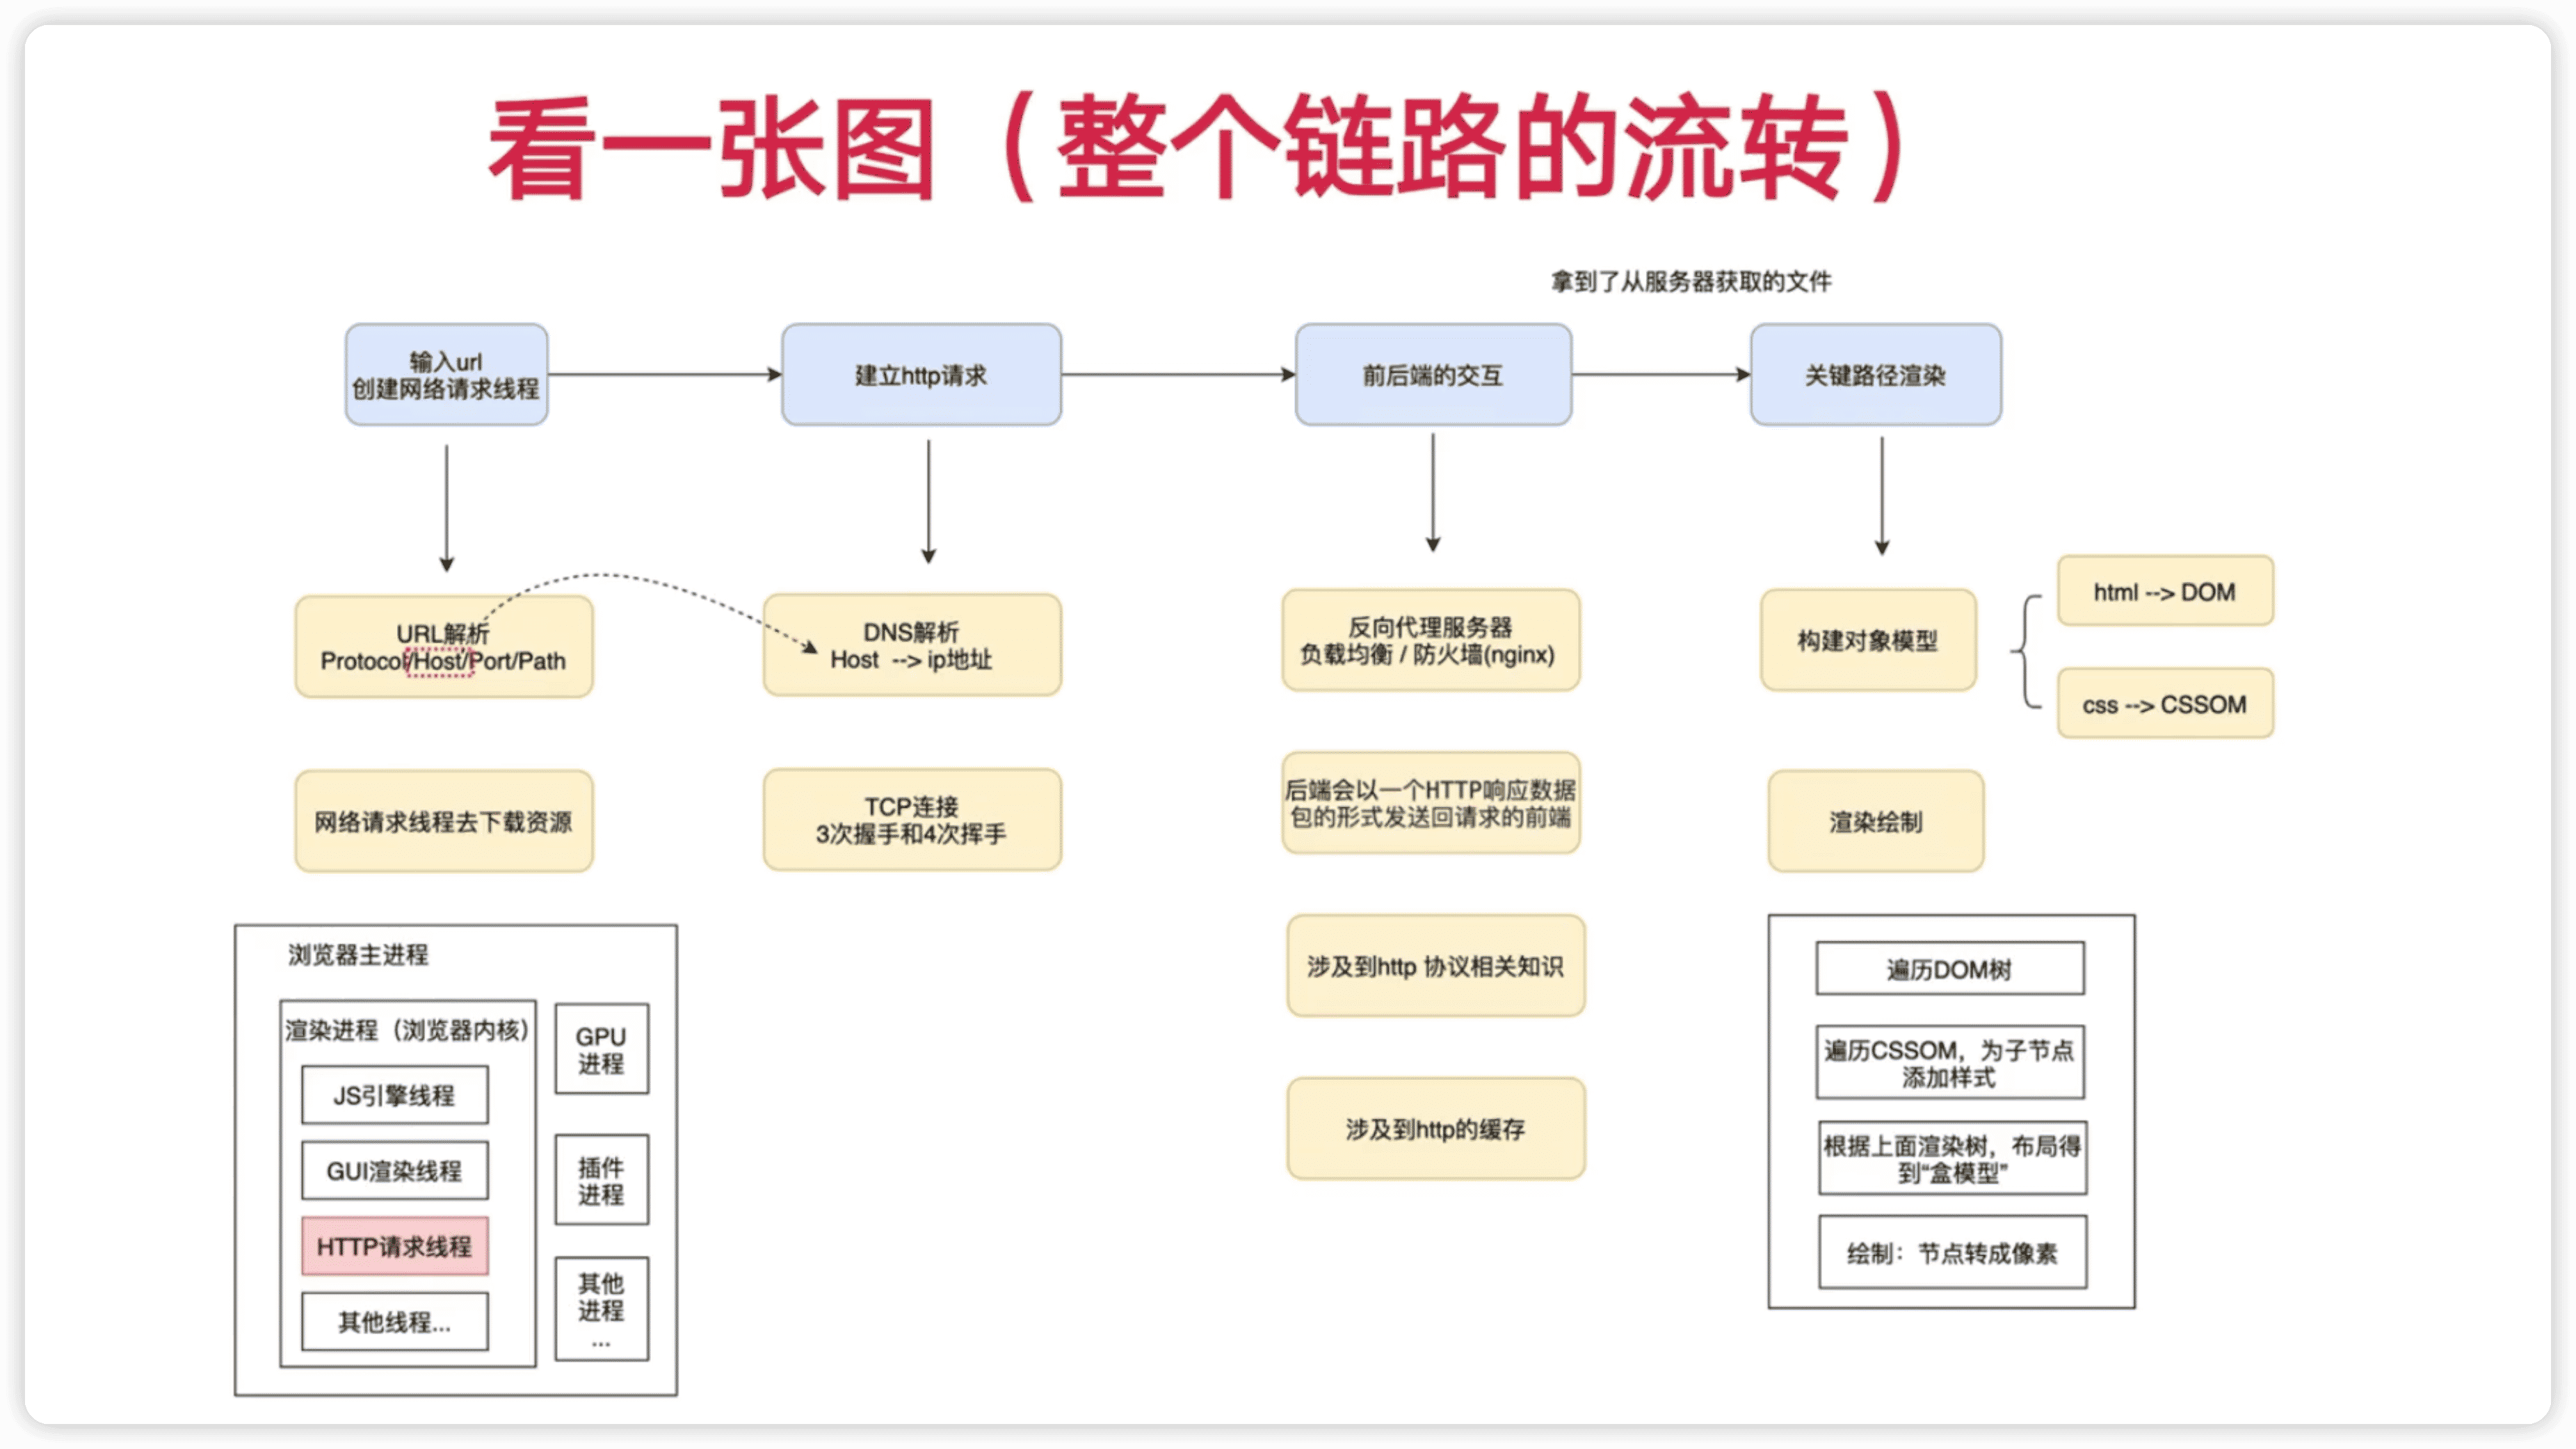 看一张图（整个链路的流转）
拿到了从服务器获取的文件
输入url
创建网络请求线程
建立http请求
前后端的交互
关键路径渲染
URL解析
Protocol/Host/Port/Path
DNS解析
Host --> ip地址
反向代理服务器
负载均衡 / 防火墙(nginx)
构建对象模型
html --> DOM
css --> CSSOM
网络请求线程去下载资源
TCP连接
3次握手和4次挥手
后端会以一个HTTP响应数据
包的形式发送回请求的前端
渲染绘制
涉及到http 协议相关知识
涉及到http的缓存
浏览器主进程
渲染进程（浏览器内核）
JS引擎线程
GUI渲染线程
HTTP请求线程
其他线程...
GPU
进程
插件
进程
其他
进程
...
遍历DOM树
遍历CSSOM，为子节点
添加样式
根据上面渲染树，布局得
到“盒模型”
绘制：节点转成像素